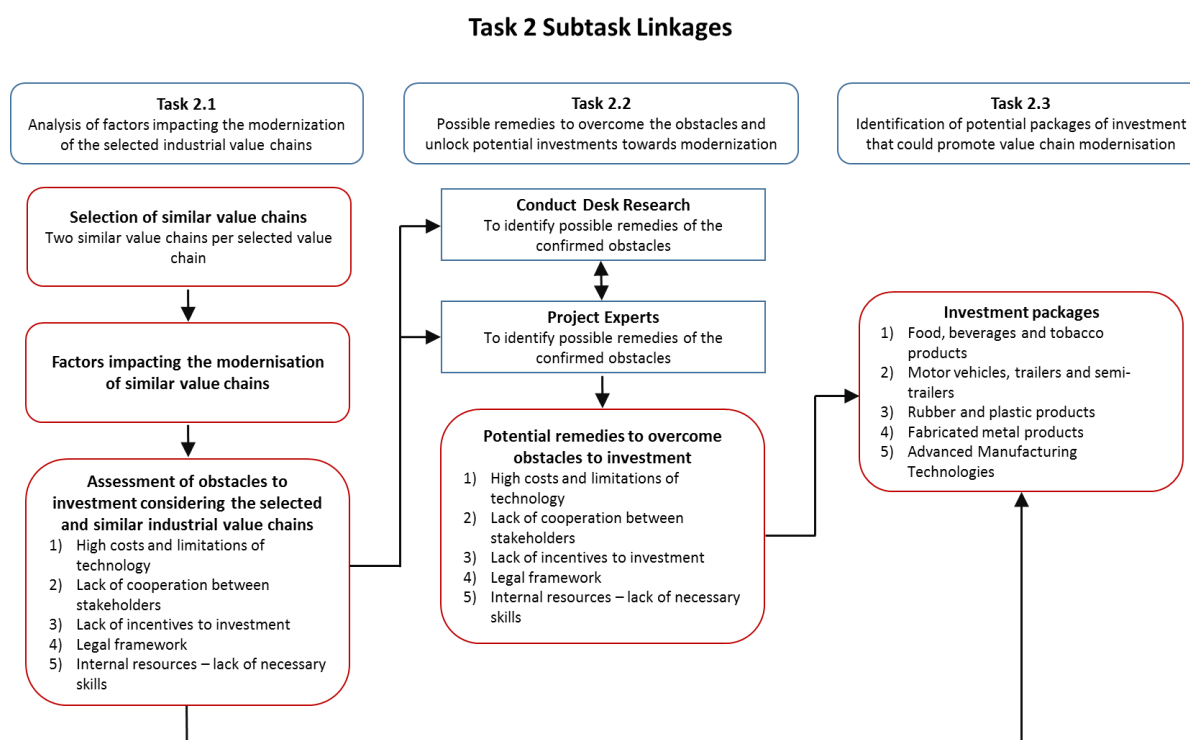 Task 2 Subtask Linkages
Task 2.1
Analysis of factors impacting the modernization
of the selected industrial value chains
Task 2.2
Possible remedies to overcome the obstacles and
unlock potential investments towards modernization
Task 2.3
Identification of potential packages of investment
that could promote value chain modernisation
Selection of similar value chains
Two similar value chains per selected value
chain
Factors impacting the modernisation
of similar value chains
Assessment of obstacles to
investment considering the selected
and similar industrial value chains
1) High costs and limitations of
technology
2) Lack of cooperation between
stakeholders
3) Lack of incentives to investment
4) Legal framework
5) Internal resources – lack of necessary
skills
Conduct Desk Research
To identify possible remedies of the
confirmed obstacles
Project Experts
To identify possible remedies of the
confirmed obstacles
Potential remedies to overcome
obstacles to investment
1) High costs and limitations of
technology
2) Lack of cooperation between
stakeholders
3) Lack of incentives to investment
4) Legal framework
5) Internal resources – lack of necessary
skills
Investment packages
1) Food, beverages and tobacco
products
2) Motor vehicles, trailers and semi-
trailers
3) Rubber and plastic products
4) Fabricated metal products
5) Advanced Manufacturing
Technologies